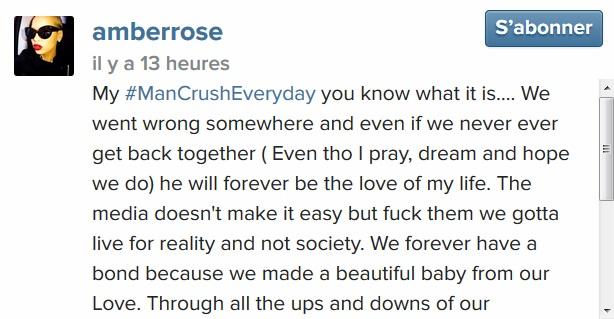 amberrose
S'abonner
il y a 13 heures
My #ManCrushEveryday you know what it is.... We
went wrong somewhere and even if we never ever
get back together ( Even tho I pray, dream and hope
we do) he will forever be the love of my life. The
media doesn't make it easy but fuck them we gotta
live for reality and not society. We forever have a
bond because we made a beautiful baby from our
Love. Through all the ups and downs of our